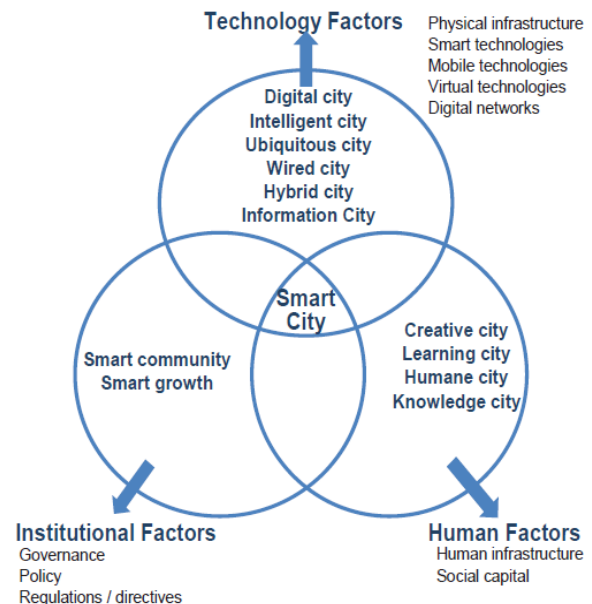 Technology Factors
Physical infrastructure
Smart technologies
Mobile technologies
Virtual technologies
Digital networks
Digital city
Intelligent city
Ubiquitous city
Wired city
Hybrid city
Information City
Smart
City
Smart community
Smart growth
Creative city
Learning city
Humane city
Knowledge city
Institutional Factors
Governance
Policy
Regulations / directives
Human Factors
Human infrastructure
Social capital